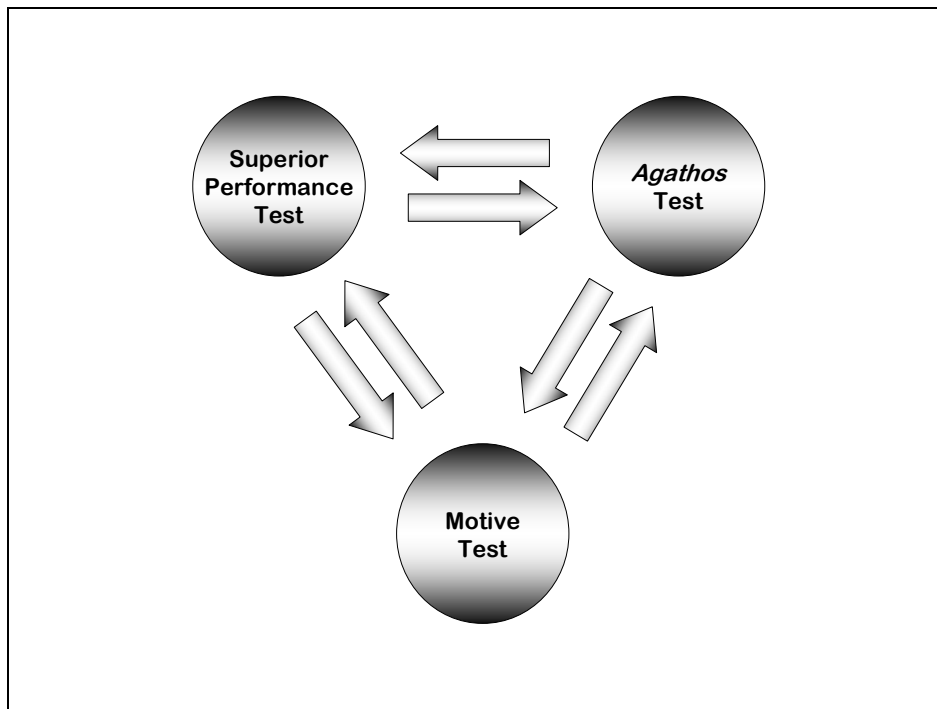 Superior
Performance
Test
Agathos
Test
Motive
Test